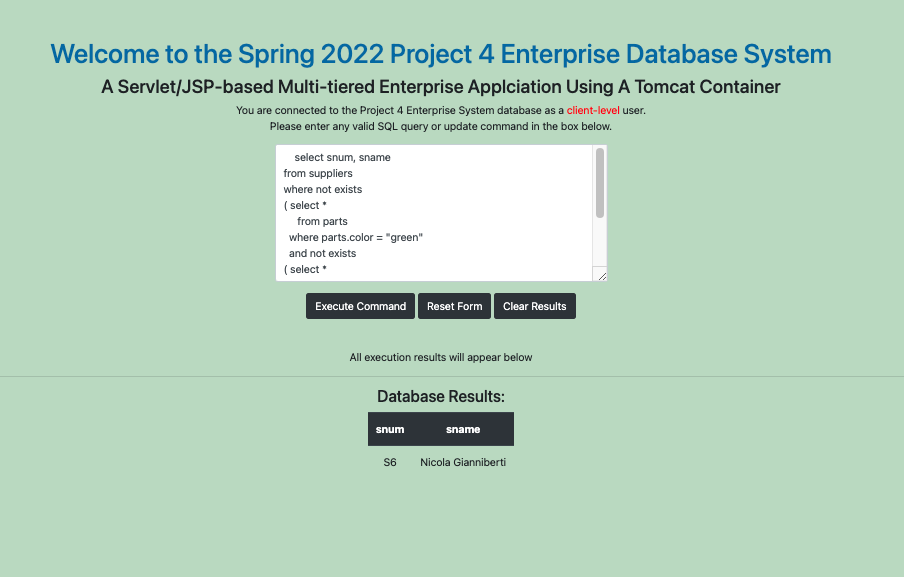 Welcome to the Spring 2022 Project 4 Enterprise Database System
A Servlet/JSP-based Multi-tiered Enterprise Applciation Using A Tomcat Container
You are connected to the Project 4 Enterprise System database as a client-level user.
Please enter any valid SQL query or update command in the box below.
select snum, sname
from suppliers
where not exists
( select *
from parts
where parts.color = "green"
and not exists
( select *
Execute Command Reset Form Clear Results
All execution results will appear below
Database Results:
snum sname
S6 Nicola Gianniberti